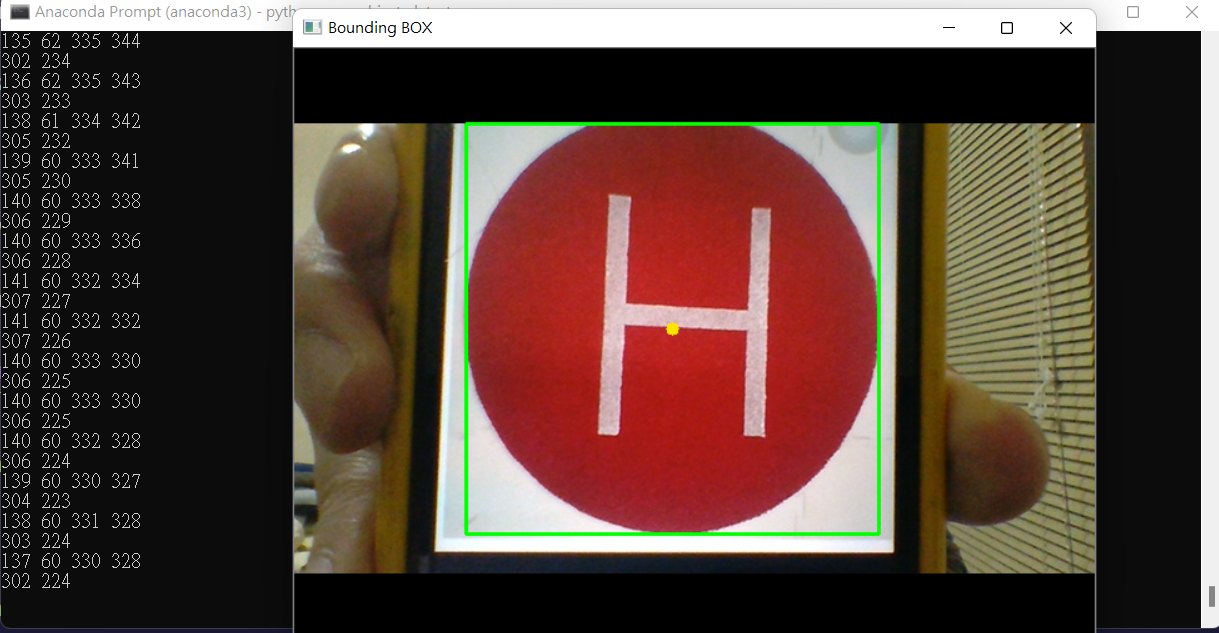 Anaconda Prompt (anaconda3) - pyth
Bounding BOX
135 62 335 344
302 234
136 62 335 343
303 233
138 61 334 342
305 232
139 60 333 341
305 230
140 60 333 338
306 229
140 60 333 336
306 228
141 60 332 334
307 227
141 60 332 332
307 226
140 60 333 330
306 225
140 60 333 330
306 225
140 60 332 328
306 224
139 60 330 327
304 223
138 60 331 328
303 224
137 60 330 328
302 224
H